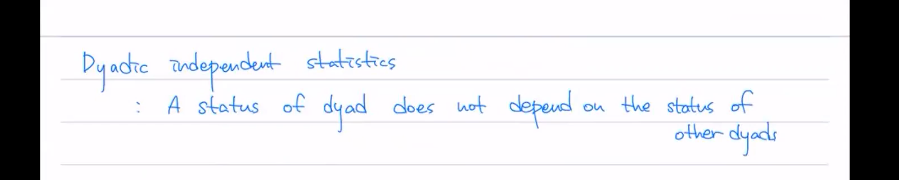 Dyadic independent statistics
: A status of dyad does not depend on the status of
other dyads